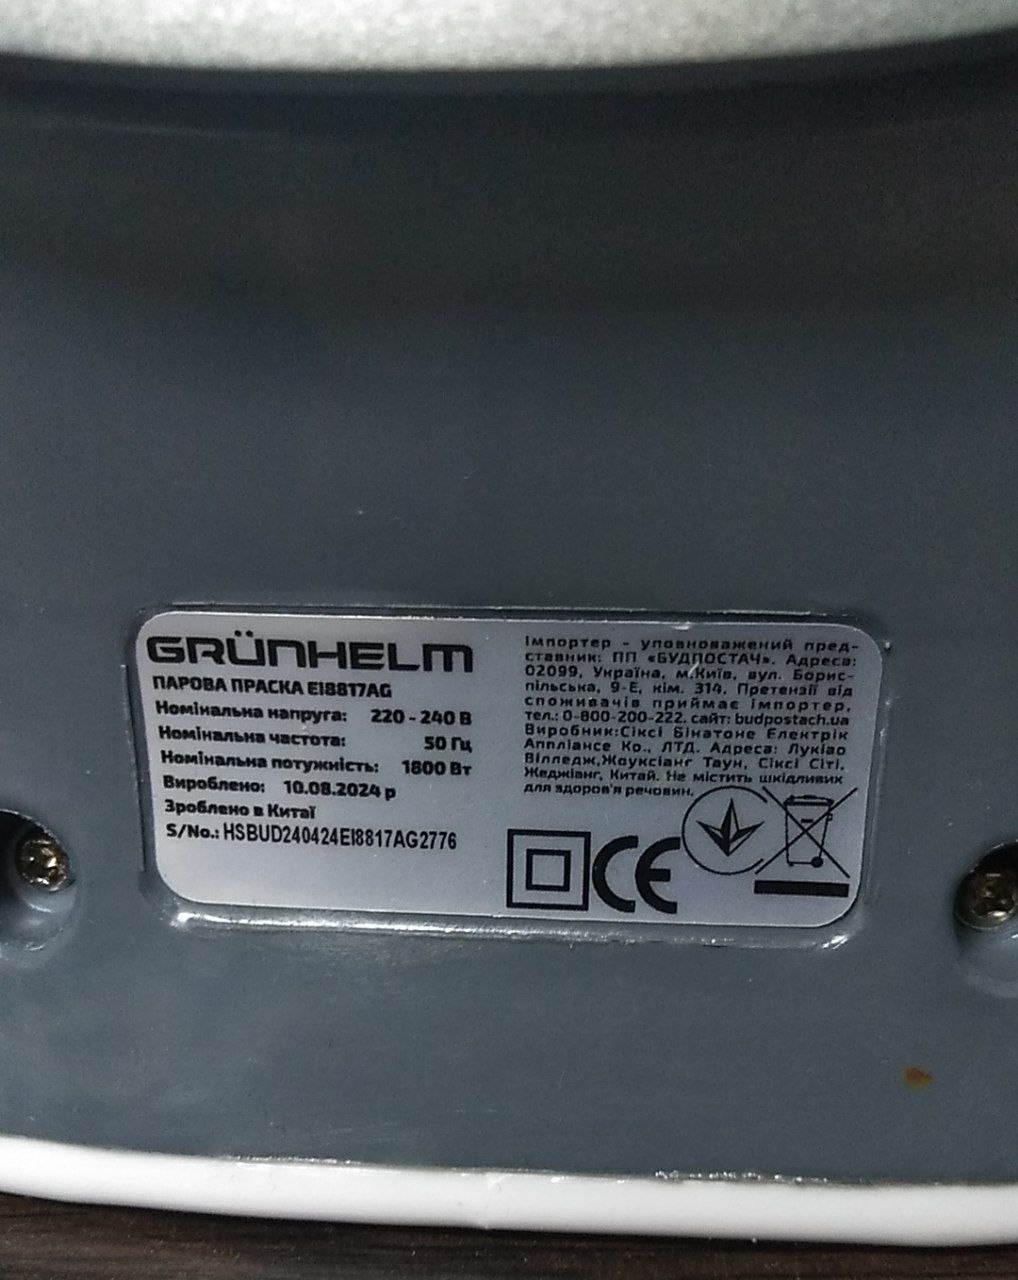 GRÜNHELM
ПАРОВА ПРАСКА EI8817AG
Номінальна напруга: 220 - 240 В
Номінальна частота: 50 Гц
Номінальна потужність: 1800 Вт
Вироблено: 10.08.2024 р
Зроблено в Китаї
S/No.: HSBUD240424EI8817AG2776
Імпортер - уповноважений пред-
ставник: ПП «БУДПОСТАЧ». Адреса:
02099, Україна, м.Київ, вул. Борис-
пільська, 9-Е, кім. 314. Претензії від
споживачів приймає імпортер,
тел.: 0-800-200-222. сайт: budpostach.ua
Виробник:Сіксі Бінатоне Електрік
Аппліансе Ко., ЛТД. Адреса: Лукіао
Вілледж,Жоуксіанг Таун, Сіксі Сіті,
Жеджіанг, Китай. Не містить шкідливих
для здоров'я речовин.
CE